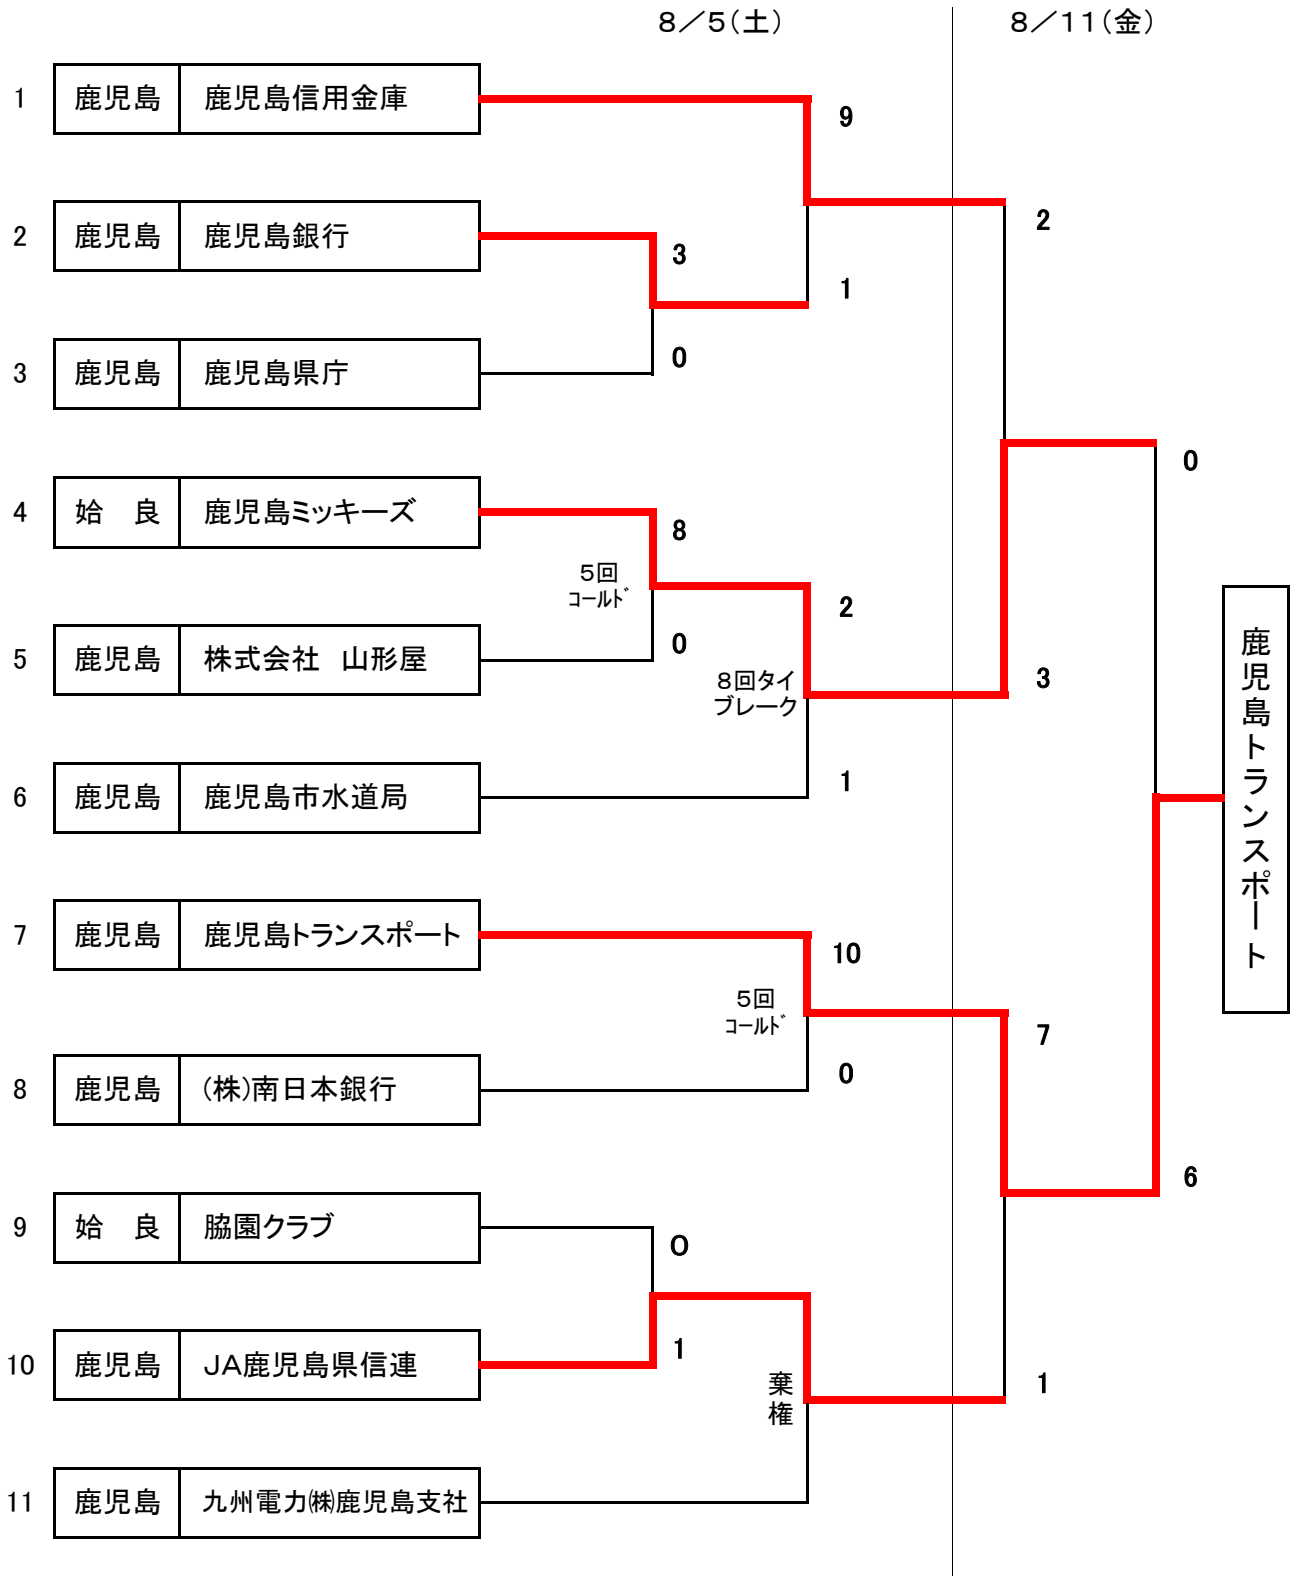 ８／５（土）
８／１１（金）
1 鹿児島 鹿児島信用金庫
9
2 鹿児島 鹿児島銀行
2
3
1
3 鹿児島 鹿児島県庁
0
4 姶　良 鹿児島ミッキーズ
0
8
５回
コールド
2
5 鹿児島 株式会社　山形屋
0
８回タイ
ブレーク
3
6 鹿児島 鹿児島市水道局
1
鹿児島トランスポート
7 鹿児島 鹿児島トランスポート
10
５回
コールド
7
8 鹿児島 (株)南日本銀行
0
6
9 姶　良 脇園クラブ
0
10 鹿児島 ＪＡ鹿児島県信連
1
棄権
1
11 鹿児島 九州電力㈱鹿児島支社